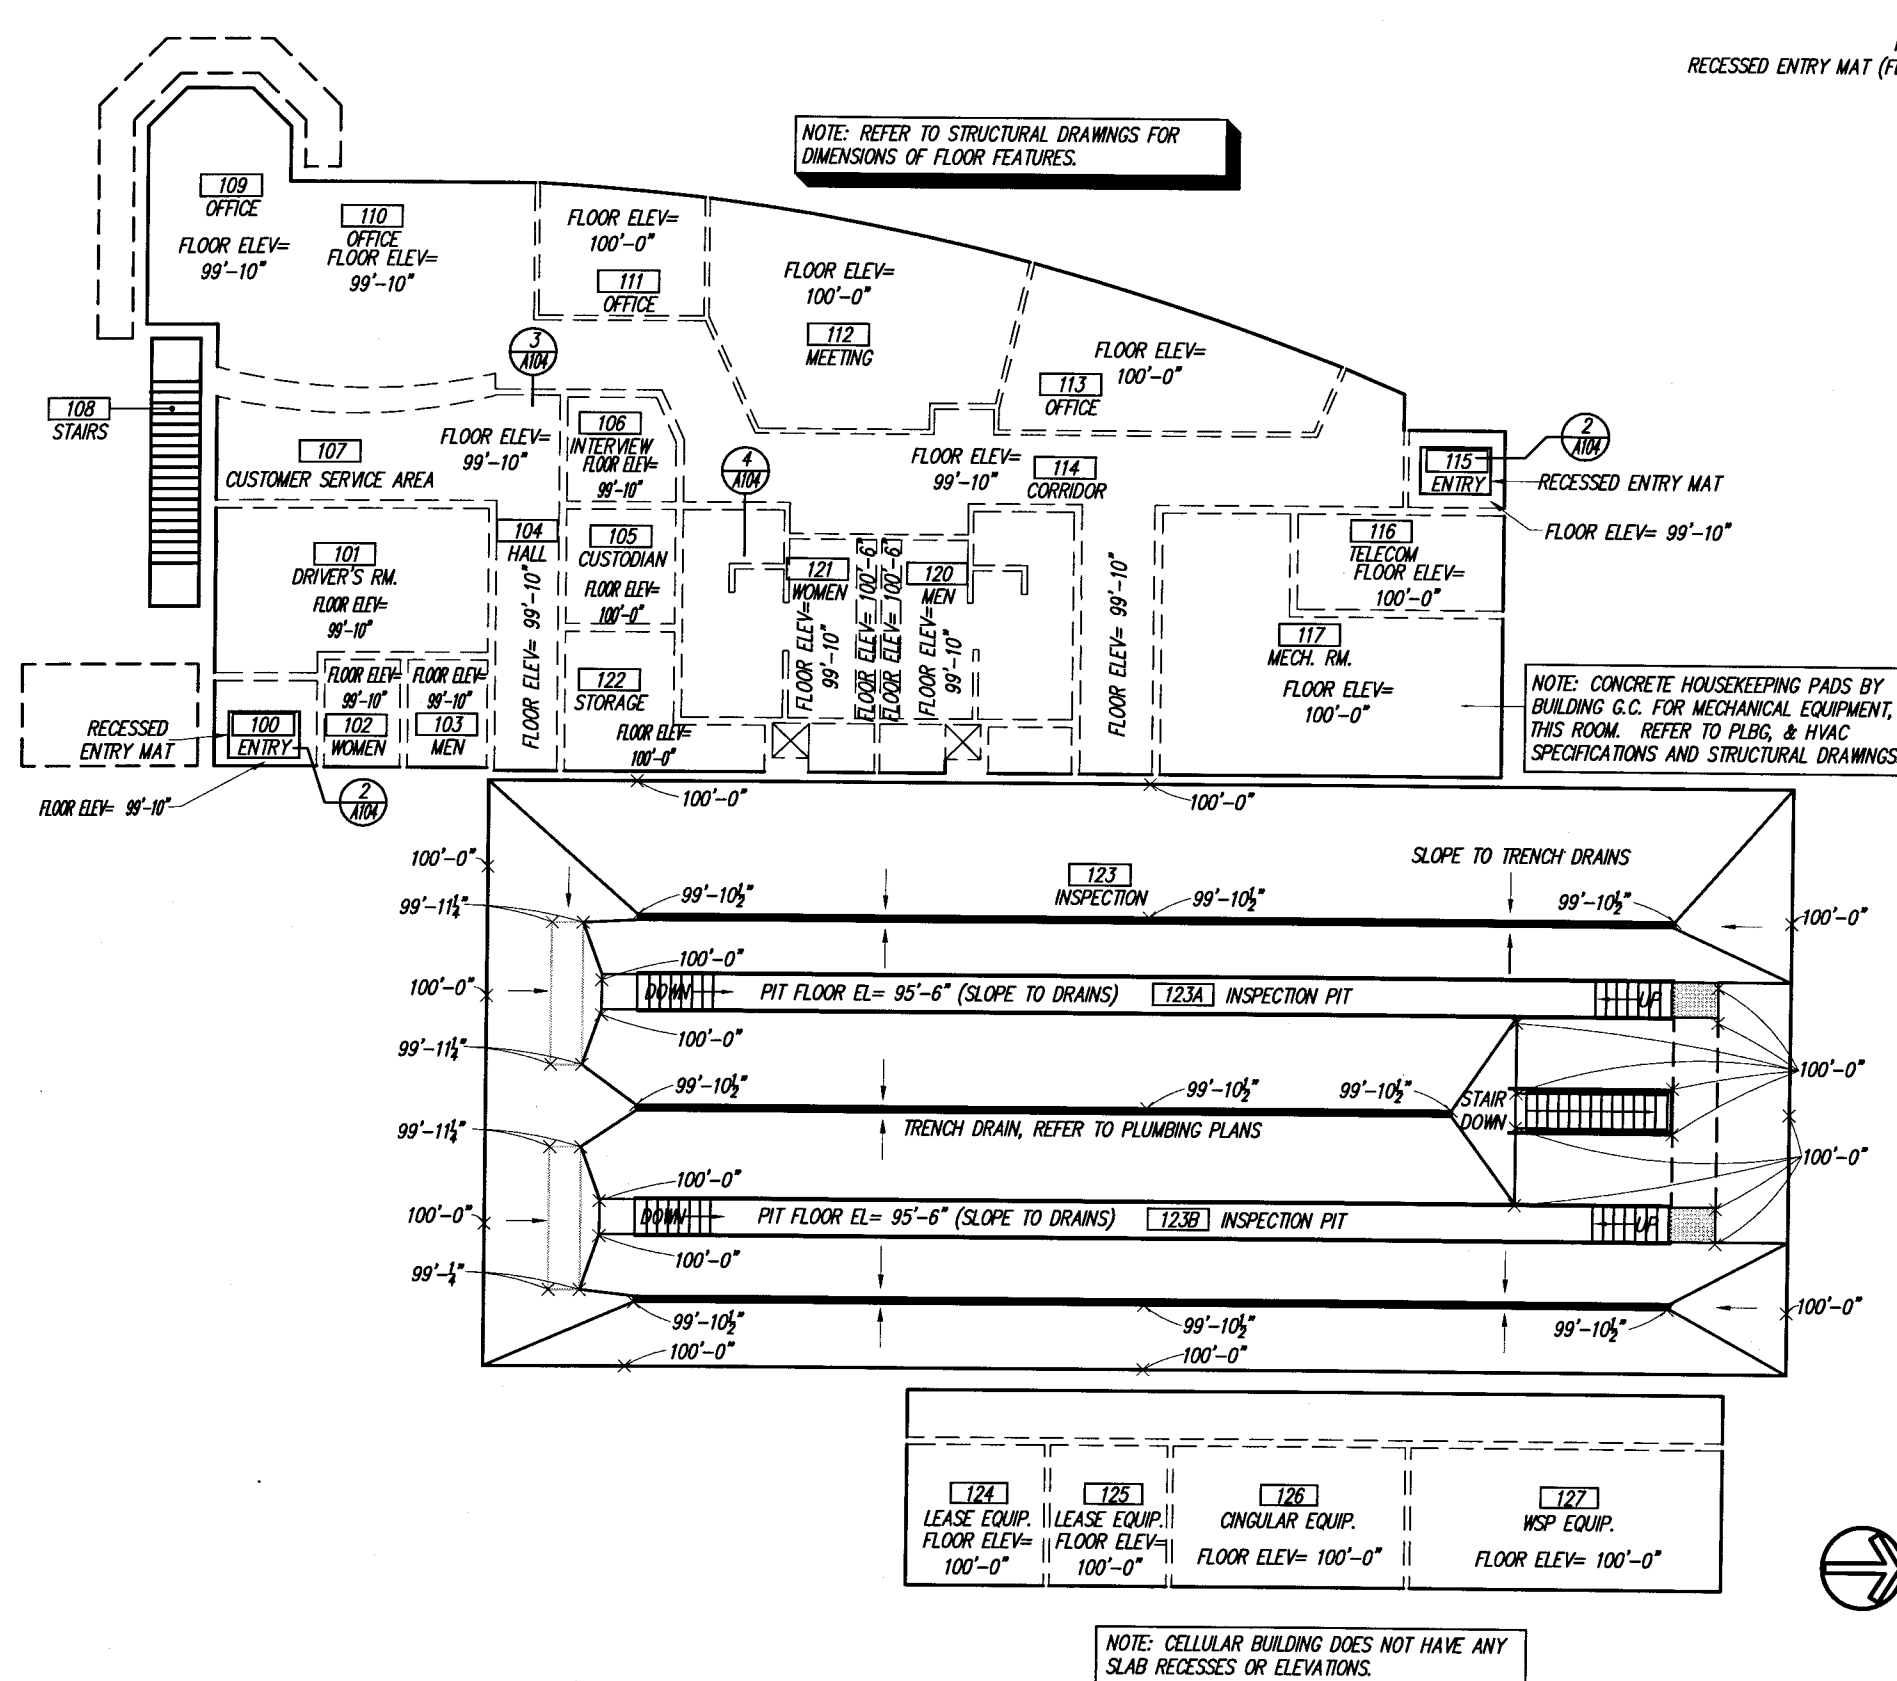 RECESSED ENTRY MAT
NOTE: REFER TO STRUCTURAL DRAWINGS FOR
DIMENSIONS OF FLOOR FEATURES.
109
OFFICE
FLOOR ELEV=
99'-10"
110
OFFICE
FLOOR ELEV=
99'-10"
FLOOR ELEV=
100'-0"
111
OFFICE
FLOOR ELEV=
100'-0"
112
MEETING
FLOOR ELEV=
100'-0"
113
OFFICE
3
A104
108
STAIRS
107
CUSTOMER SERVICE AREA
FLOOR ELEV=
99'-10"
106
INTERVIEW
FLOOR ELEV=
99'-10"
4
A104
FLOOR ELEV=
99'-10"
114
CORRIDOR
2
A104
115
ENTRY
RECESSED ENTRY MAT
FLOOR ELEV= 99'-10"
101
DRIVER'S RM.
FLOOR ELEV=
99'-10"
104
HALL
FLOOR ELEV= 99'-10"
105
CUSTODIAN
FLOOR ELEV=
100'-0"
121
WOMEN
FLOOR ELEV=
99'-10"
FLOOR ELEV= 100'-6"
FLOOR ELEV= 100'-6"
120
MEN
FLOOR ELEV=
99'-10"
FLOOR ELEV= 99'-10"
116
TELECOM
FLOOR ELEV=
100'-0"
117
MECH. RM.
FLOOR ELEV=
100'-0"
NOTE: CONCRETE HOUSEKEEPING PADS BY
BUILDING G.C. FOR MECHANICAL EQUIPMENT,
THIS ROOM. REFER TO PLBG, & HVAC
SPECIFICATIONS AND STRUCTURAL DRAWINGS
RECESSED
ENTRY MAT
100
ENTRY
FLOOR ELEV= 99'-10"
2
A104
FLOOR ELEV=
99'-10"
102
WOMEN
FLOOR ELEV=
99'-10"
103
MEN
122
STORAGE
FLOOR ELEV=
100'-0"
100'-0"
100'-0"
100'-0"
123
INSPECTION
SLOPE TO TRENCH DRAINS
99'-11¼"
99'-10½"
99'-10½"
99'-10½"
100'-0"
100'-0"
100'-0"
DOWN
PIT FLOOR EL= 95'-6" (SLOPE TO DRAINS)
123A
INSPECTION PIT
UP
100'-0"
99'-11¼"
99'-10½"
99'-10½"
99'-10½"
100'-0"
STAIR
DOWN
99'-11¼"
TRENCH DRAIN, REFER TO PLUMBING PLANS
100'-0"
100'-0"
100'-0"
DOWN
PIT FLOOR EL= 95'-6" (SLOPE TO DRAINS)
123B
INSPECTION PIT
UP
100'-0"
99'-¼"
99'-10½"
99'-10½"
99'-10½"
100'-0"
100'-0"
100'-0"
124
LEASE EQUIP.
FLOOR ELEV=
100'-0"
125
LEASE EQUIP.
FLOOR ELEV=
100'-0"
126
CINGULAR EQUIP.
FLOOR ELEV= 100'-0"
127
WSP EQUIP.
FLOOR ELEV= 100'-0"
NOTE: CELLULAR BUILDING DOES NOT HAVE ANY
SLAB RECESSES OR ELEVATIONS.